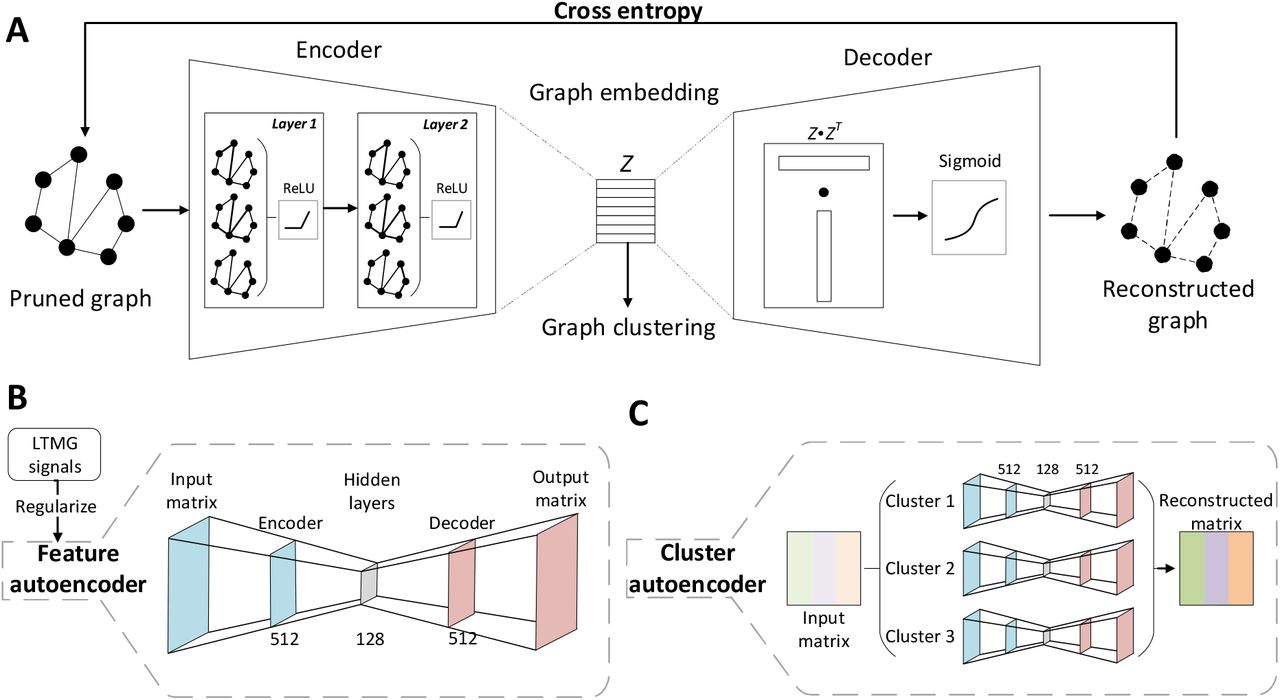 Cross entropy
A
Encoder
Decoder
Graph embedding
Layer 1
Layer 2
Z•Z^T
Z
Sigmoid
ReLU
ReLU
Pruned graph
Graph clustering
Reconstructed
graph
B
LTMG
signals
Regularize
Feature
autoencoder
Input
matrix
Encoder
Hidden
layers
Decoder
Output
matrix
512
128
512
C
Cluster
autoencoder
Input
matrix
512
128
512
Cluster 1
Cluster 2
Cluster 3
Reconstructed
matrix